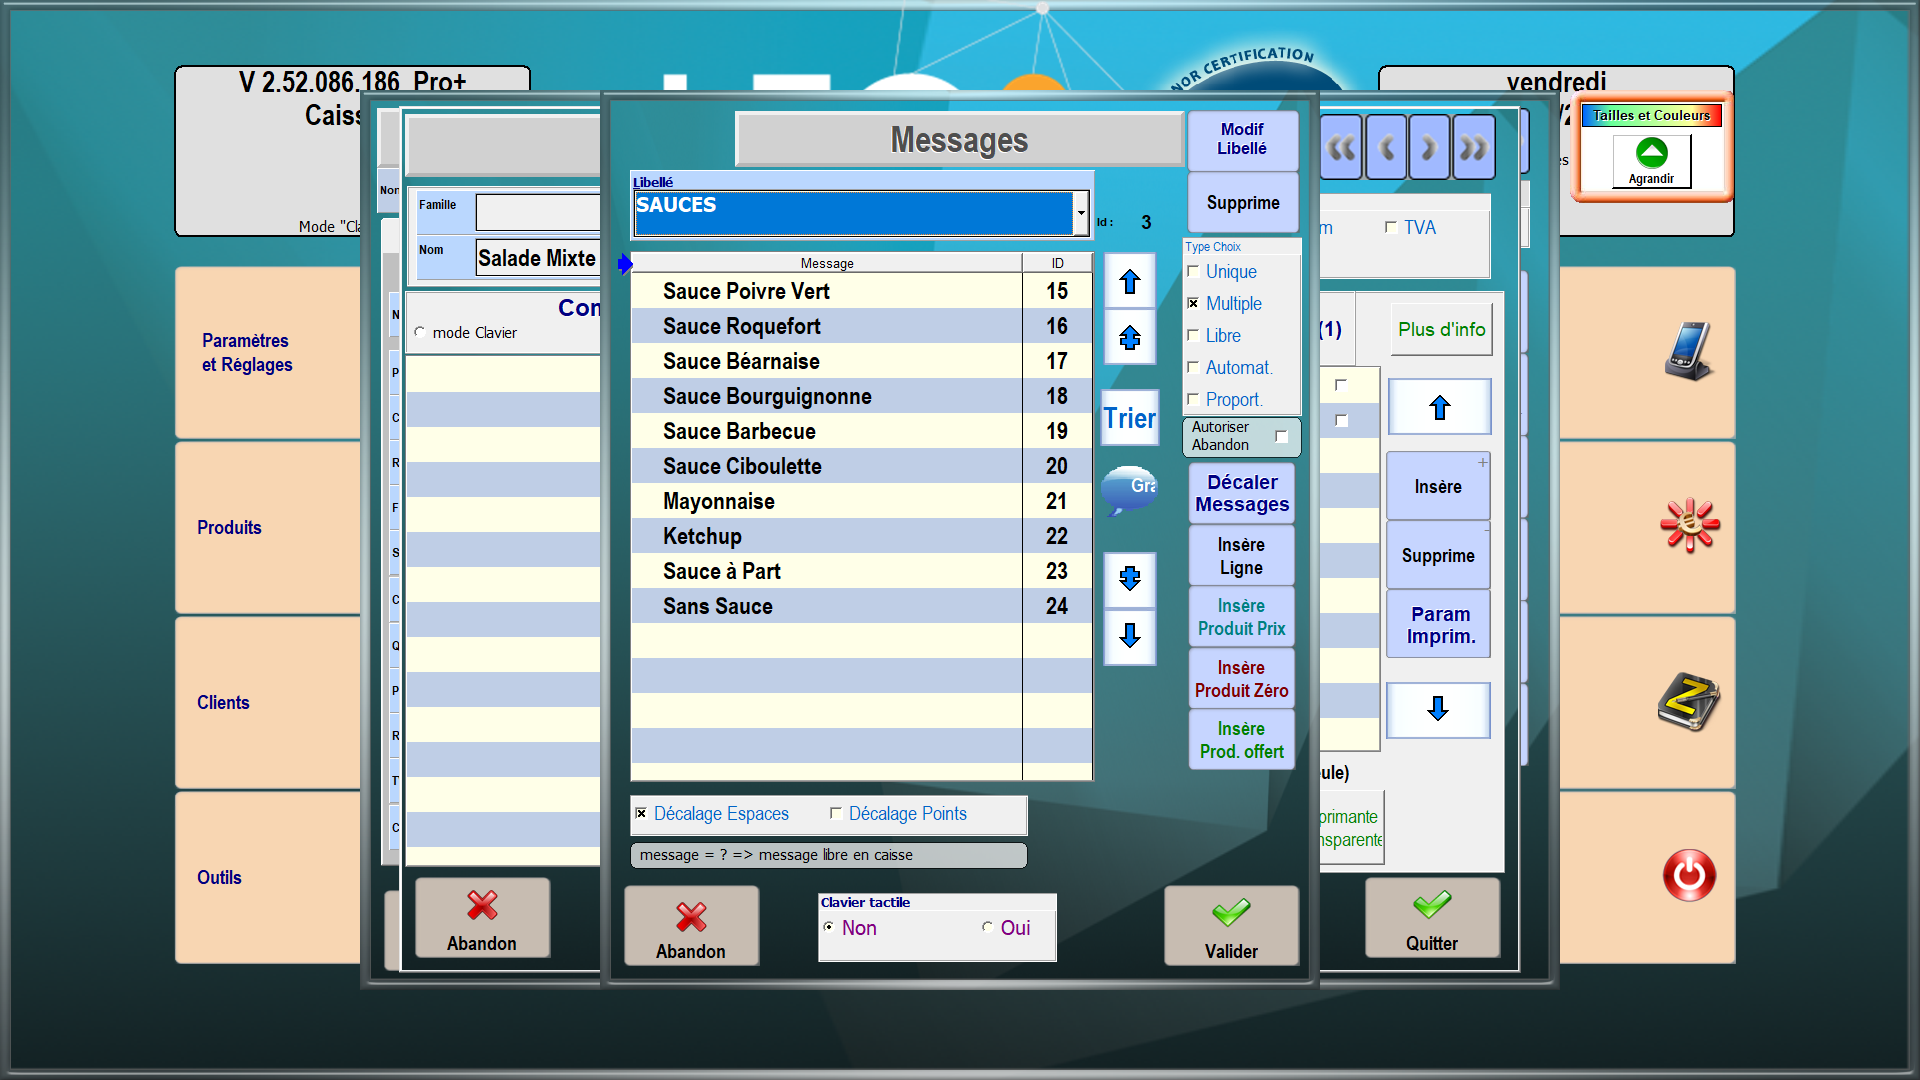 V 2.52.086.186 Pro+
Caiss
Mode "Cla
NOR CERTIFICATION
vendredi
Tailles et Couleurs
Agrandir
Paramètres
et Réglages
Produits
Clients
Outils
Non
Famille
Nom
Salade Mixte
Con
mode Clavier
N
P
C
R
F
S
C
Q
P
R
T
C
Abandon
Messages
Libellé
SAUCES
Id :
3
Message
ID
Sauce Poivre Vert
15
Sauce Roquefort
16
Sauce Béarnaise
17
Sauce Bourguignonne
18
Sauce Barbecue
19
Sauce Ciboulette
20
Mayonnaise
21
Ketchup
22
Sauce à Part
23
Sans Sauce
24
Trier
Gra
Décalage Espaces
Décalage Points
message = ? => message libre en caisse
Abandon
Clavier tactile
Non
Oui
Valider
Modif
Libellé
Supprime
Type Choix
Unique
Multiple
Libre
Automat.
Proport.
Autoriser
Abandon
Décaler
Messages
Insère
Ligne
Insère
Produit Prix
Insère
Produit Zéro
Insère
Prod. offert
m
TVA
(1)
Plus d'info
+
Insère
-
Supprime
Param
Imprim.
eule)
primante
nsparente
Quitter